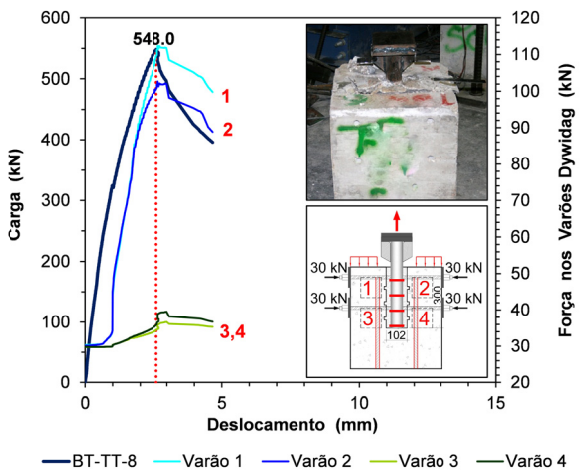 600
500
400
300
200
100
0
Carga (kN)
120
110
100
90
80
70
60
50
40
30
20
Força nos Varões Dywidag (kN)
0
5
10
15
Deslocamento (mm)
548.0
1
2
3,4
30 kN
30 kN
30 kN
30 kN
1
2
3
4
300
102
BT-TT-8
Varão 1
Varão 2
Varão 3
Varão 4